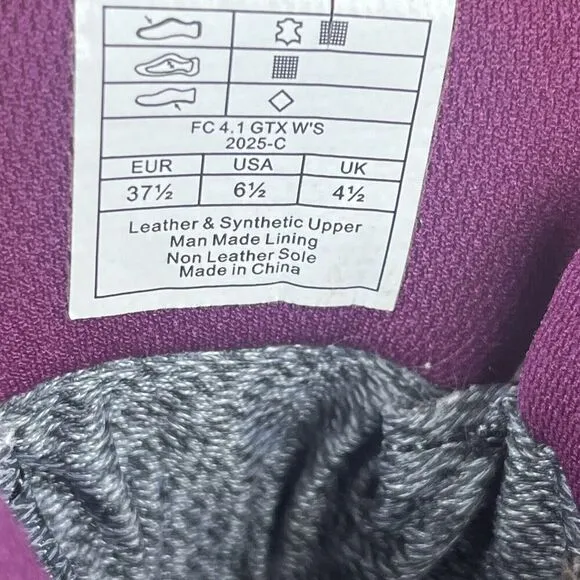 FC 4.1 GTX W'S
2025-C
EUR USA UK
37½ 6½ 4½
Leather & Synthetic Upper
Man Made Lining
Non Leather Sole
Made in China